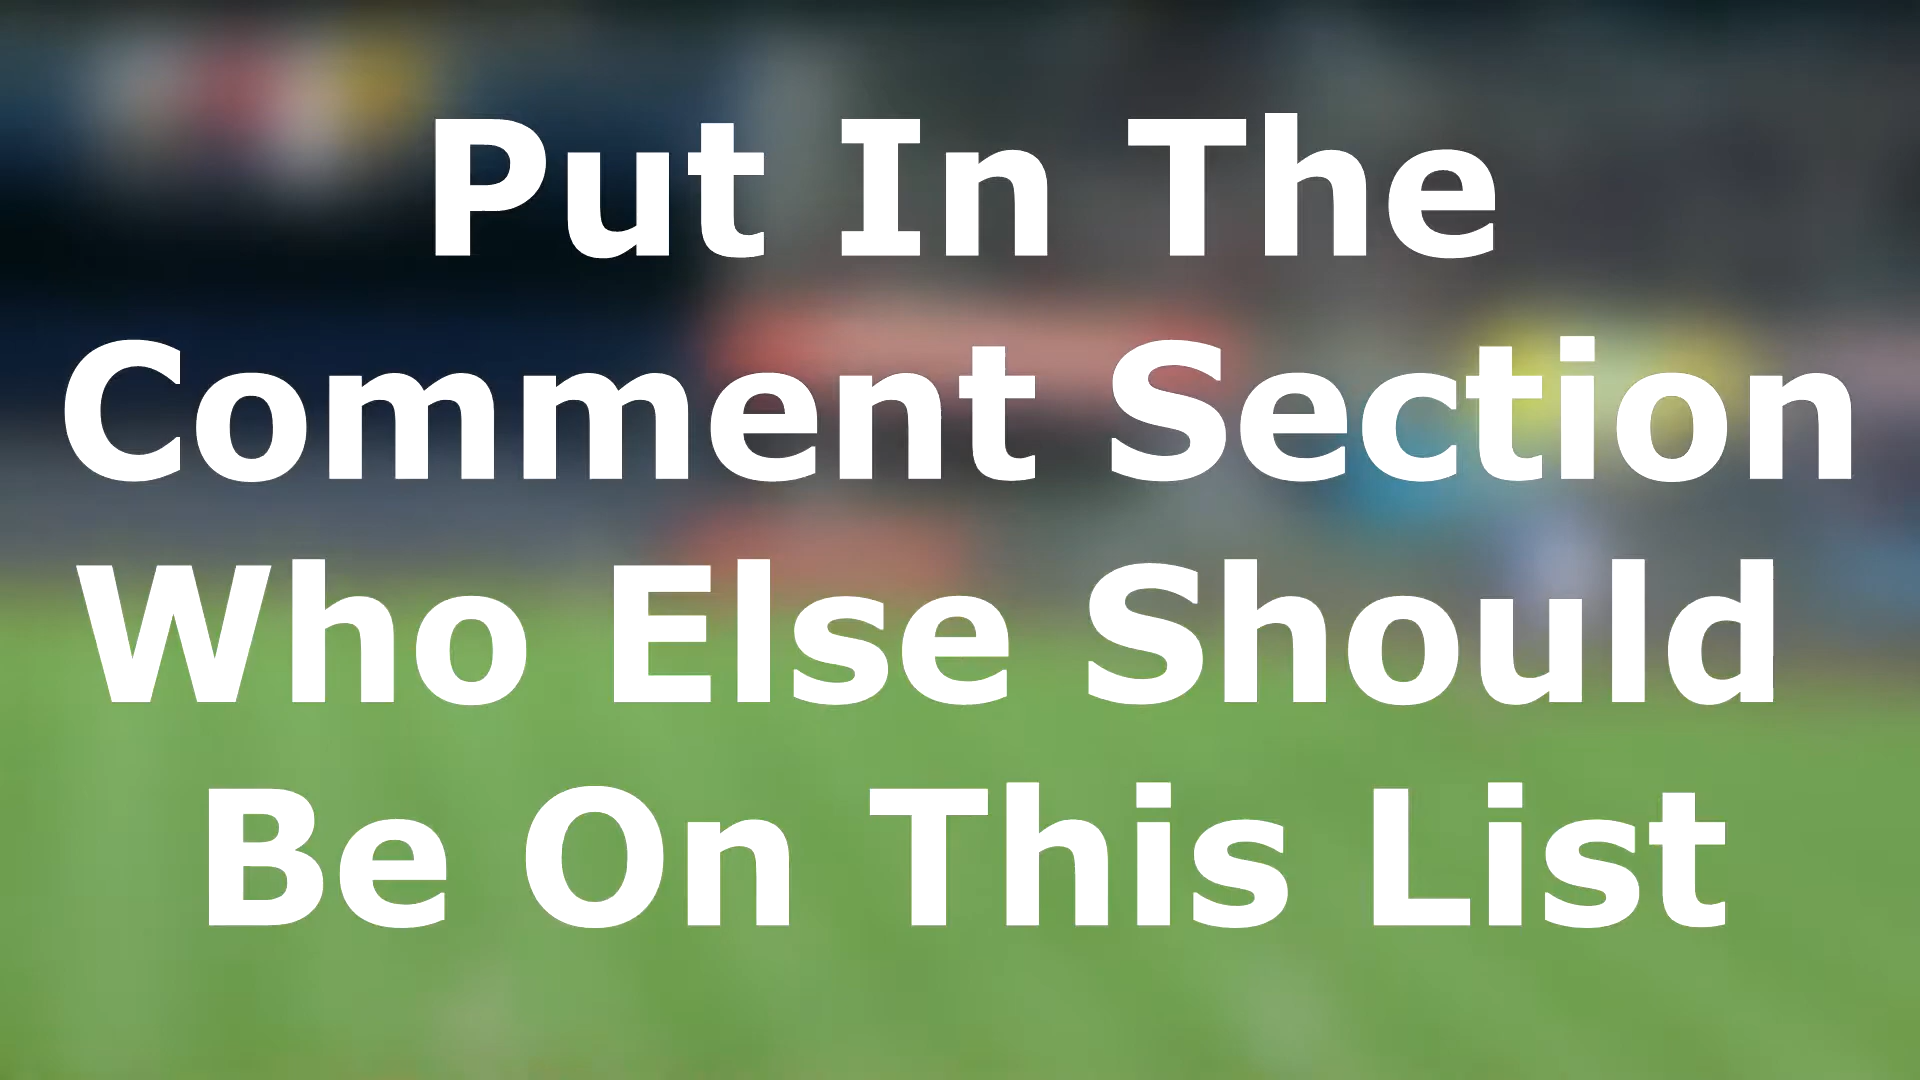 Put In The
Comment Section
Who Else Should
Be On This List